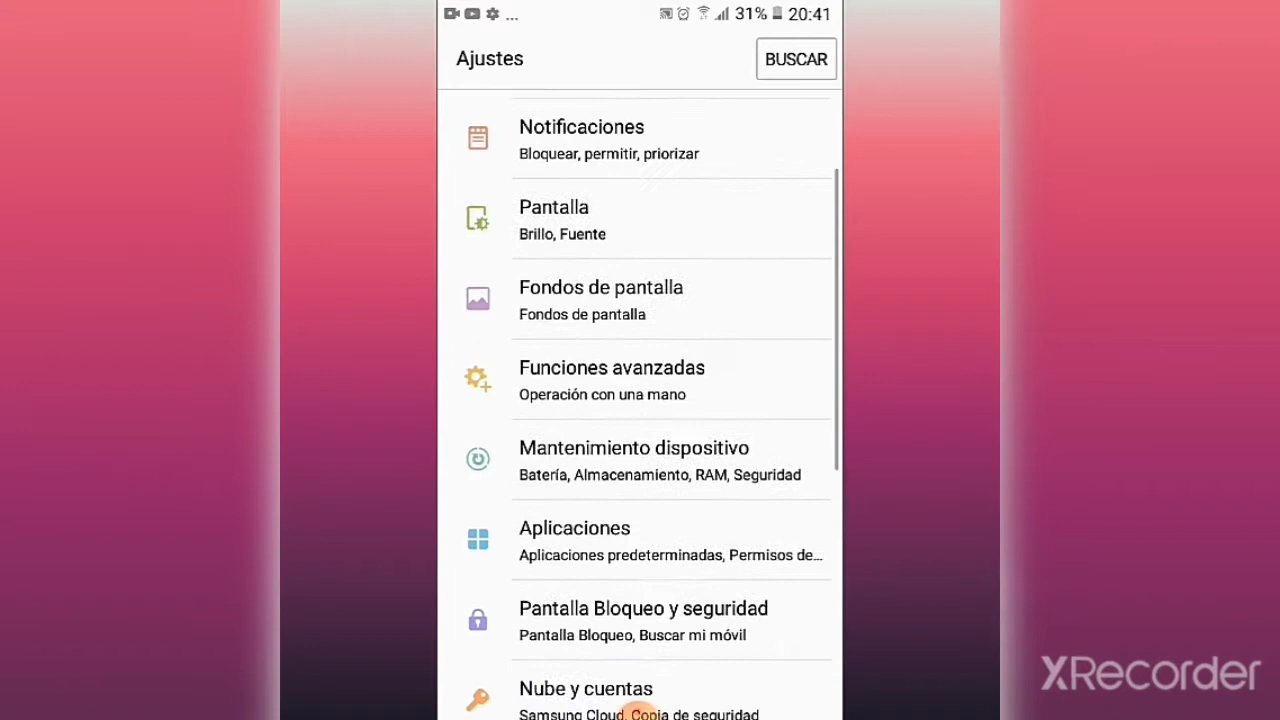 ... 31% 20:41
Ajustes
BUSCAR
Notificaciones
Bloquear, permitir, priorizar
Pantalla
Brillo, Fuente
Fondos de pantalla
Fondos de pantalla
Funciones avanzadas
Operación con una mano
Mantenimiento dispositivo
Batería, Almacenamiento, RAM, Seguridad
Aplicaciones
Aplicaciones predeterminadas, Permisos de...
Pantalla Bloqueo y seguridad
Pantalla Bloqueo, Buscar mi móvil
Nube y cuentas
Samsung Cloud, Copia de seguridad
XRecorder